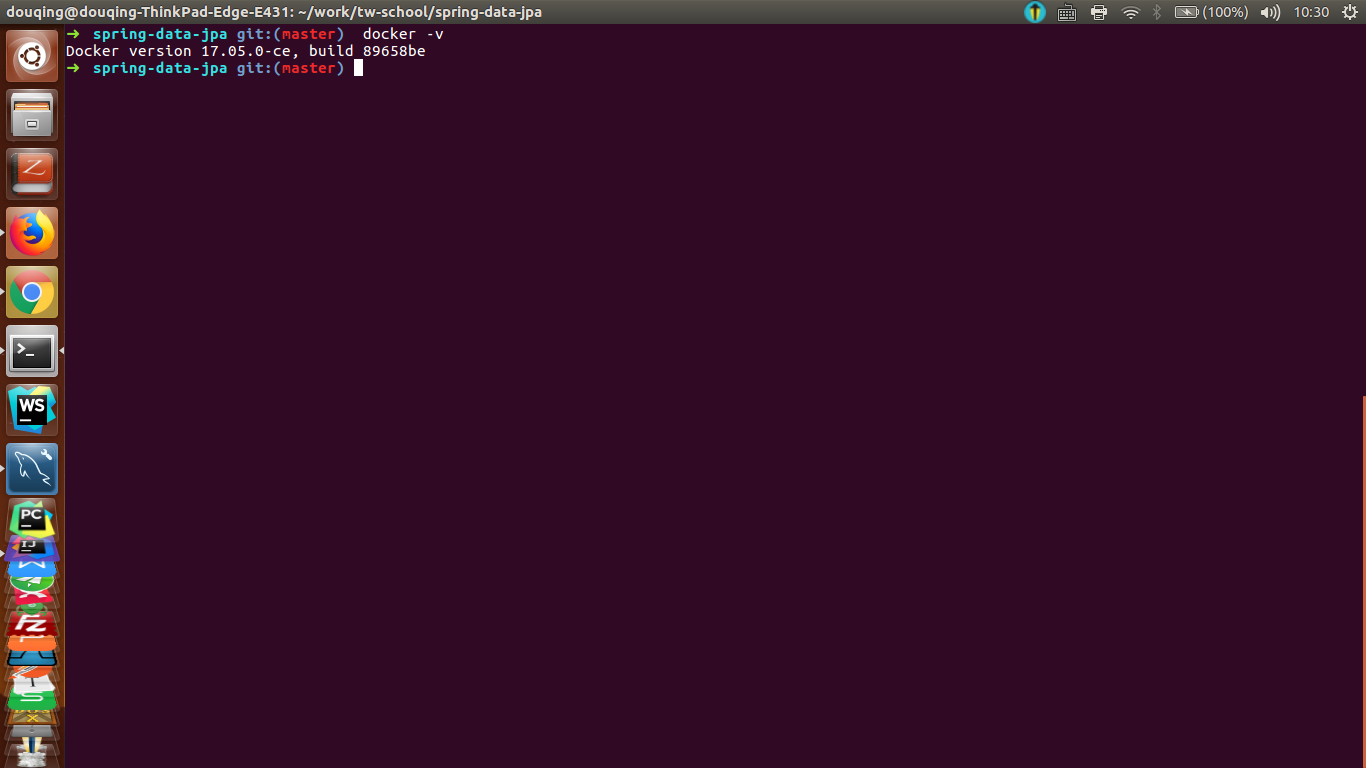 douqing@douqing-ThinkPad-Edge-E431: ~/work/tw-school/spring-data-jpa
(100%) 10:30
➜ spring-data-jpa git:(master) docker -v
Docker version 17.05.0-ce, build 89658be
➜ spring-data-jpa git:(master)
Z
>_
WS
PC
IJ
FZ